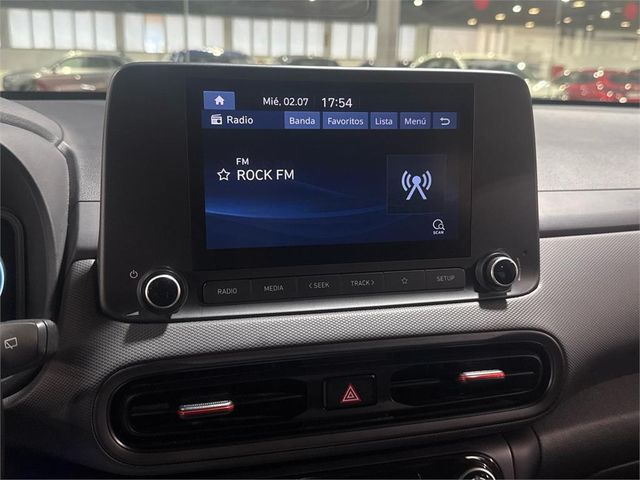 Mié, 02.07 17:54
Radio Banda Favoritos Lista Menú
FM
ROCK FM
SCAN
RADIO MEDIA < SEEK TRACK > SETUP